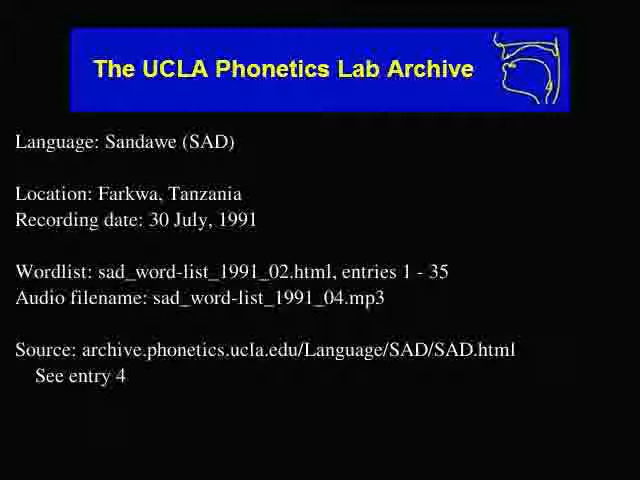 The UCLA Phonetics Lab Archive
Language: Sandawe (SAD)
Location: Farkwa, Tanzania
Recording date: 30 July, 1991
Wordlist: sad_word-list_1991_02.html, entries 1 - 35
Audio filename: sad_word-list_1991_04.mp3
Source: archive.phonetics.ucla.edu/Language/SAD/SAD.html
See entry 4